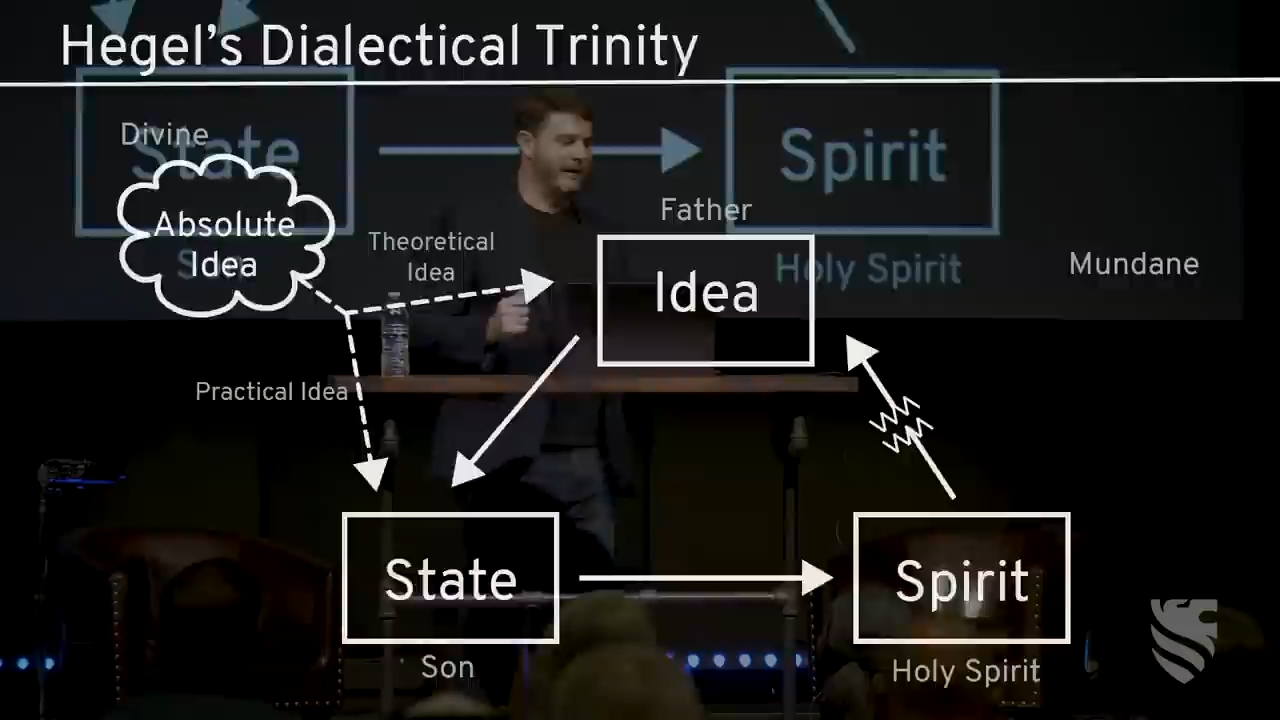 Hegel's Dialectical Trinity
Divine
State
Spirit
Absolute
Idea
Theoretical
Idea
Father
Idea
Holy Spirit
Mundane
Practical Idea
State
Spirit
Son
Holy Spirit